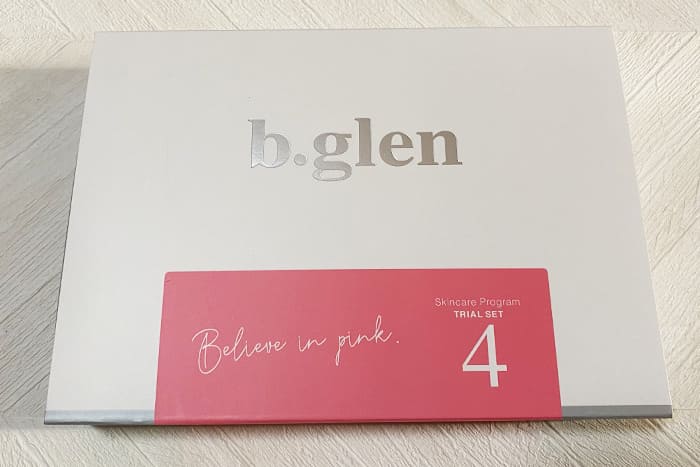 b.glen
Believe in pink.
Skincare Program
TRIAL SET
4